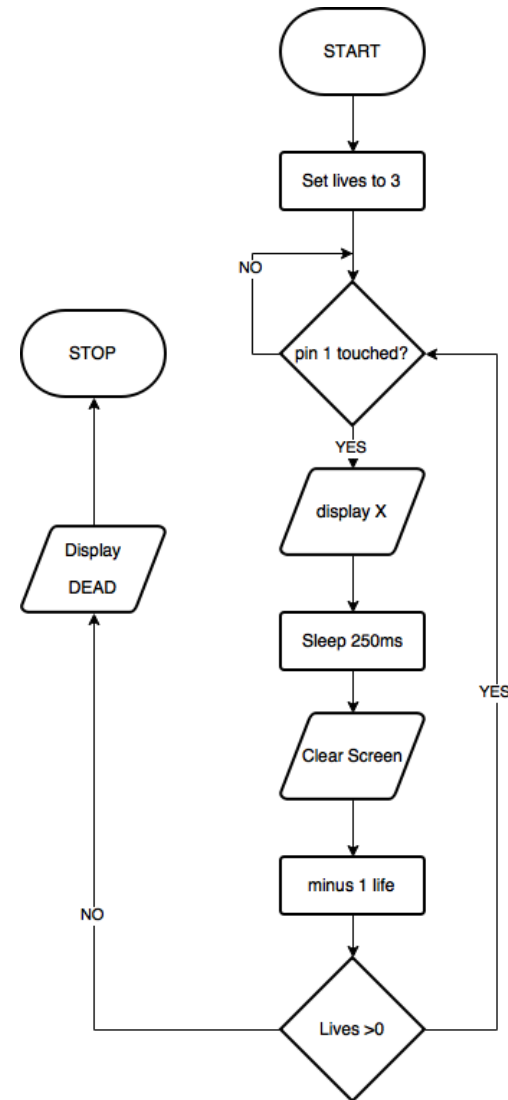 START
Set lives to 3
NO
pin 1 touched?
STOP
YES
display X
Display
DEAD
Sleep 250ms
YES
Clear Screen
minus 1 life
NO
Lives >0